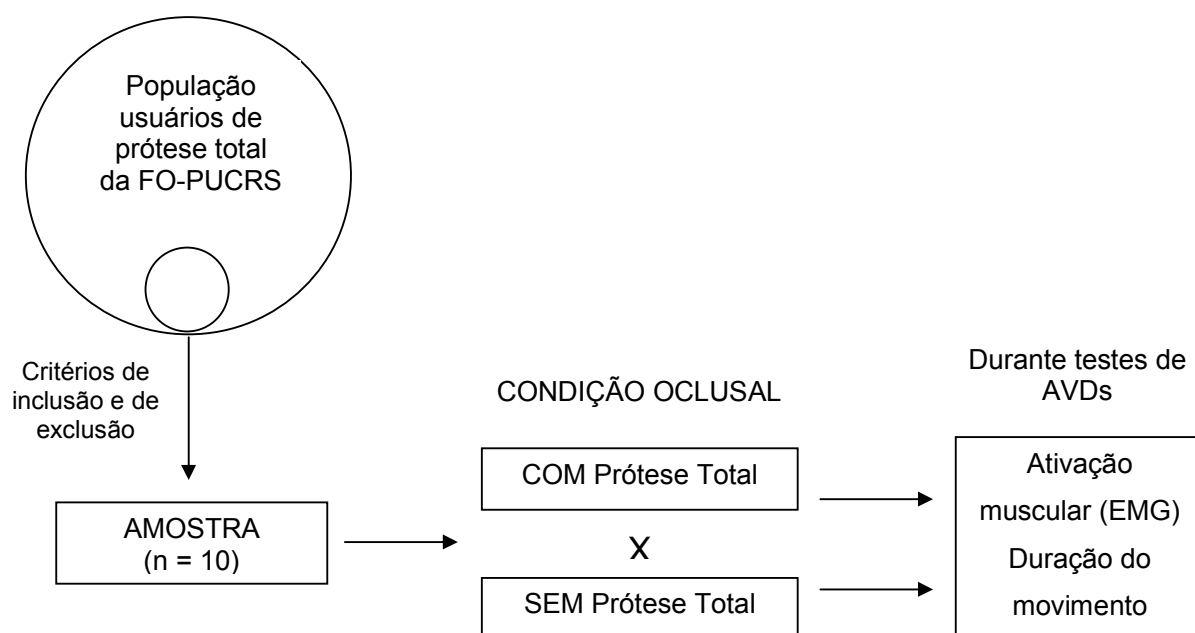 População
usuários de
prótese total
da FO-PUCRS
Critérios de
inclusão e de
exclusão
AMOSTRA
(n = 10)
CONDIÇÃO OCLUSAL
COM Prótese Total
X
SEM Prótese Total
Durante testes de
AVDs
Ativação
muscular (EMG)
Duração do
movimento